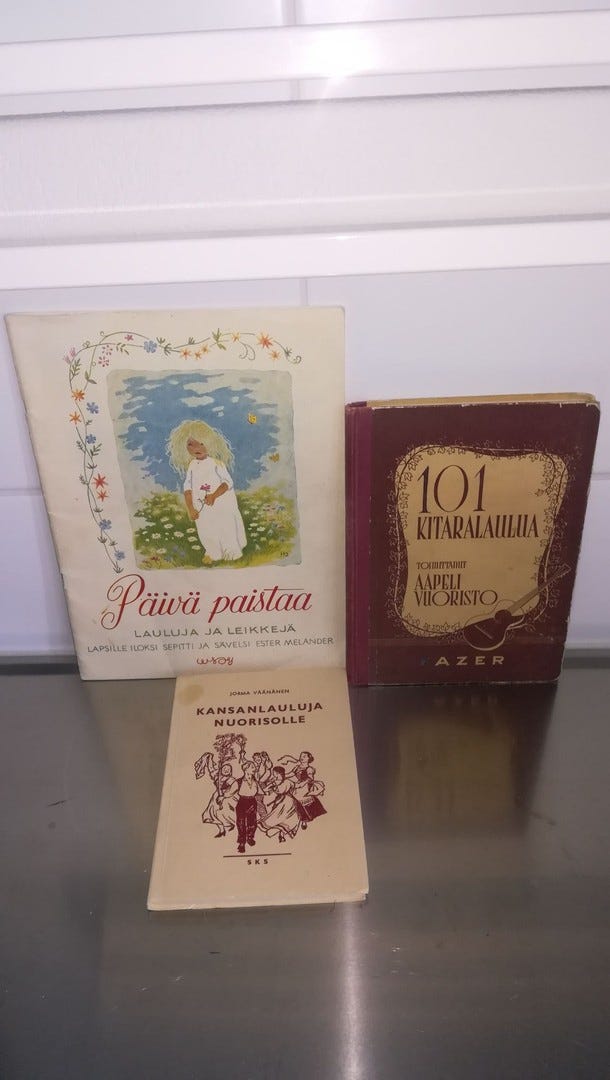 Päivä paistaa
LAULUJA JA LEIKKEJÄ
LAPSILLE ILOKSI SEPITTI JA SÄVELSI ESTER MELANDER
WSOY
101
KITARALAULUA
TOIMITTANUT
AAPELI
VUORISTO
AZER
JORMA VÄÄNÄNEN
KANSANLAULUJA
NUORISOLLE
SKS